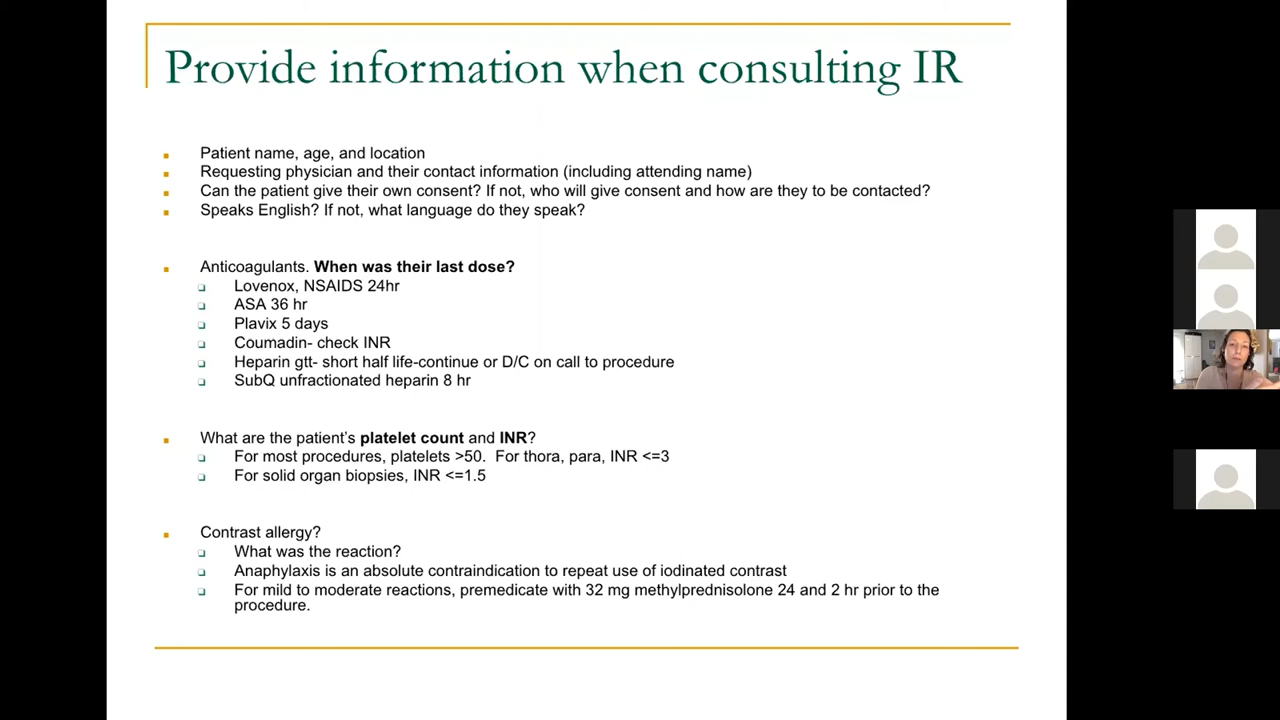 Provide information when consulting IR
Patient name, age, and location
Requesting physician and their contact information (including attending name)
Can the patient give their own consent? If not, who will give consent and how are they to be contacted?
Speaks English? If not, what language do they speak?
Anticoagulants. When was their last dose?
Lovenox, NSAIDS 24hr
ASA 36 hr
Plavix 5 days
Coumadin- check INR
Heparin gtt- short half life-continue or D/C on call to procedure
SubQ unfractionated heparin 8 hr
What are the patient's platelet count and INR?
For most procedures, platelets >50.  For thora, para, INR <=3
For solid organ biopsies, INR <=1.5
Contrast allergy?
What was the reaction?
Anaphylaxis is an absolute contraindication to repeat use of iodinated contrast
For mild to moderate reactions, premedicate with 32 mg methylprednisolone 24 and 2 hr prior to the
procedure.